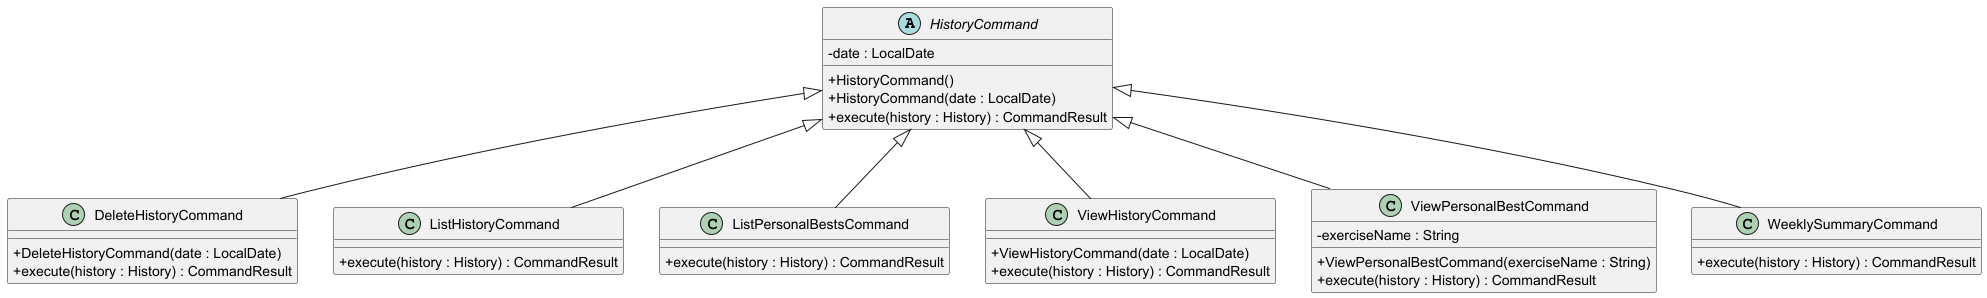 A HistoryCommand
-date : LocalDate
+HistoryCommand()
+HistoryCommand(date : LocalDate)
+execute(history : History) : CommandResult
C DeleteHistoryCommand
+DeleteHistoryCommand(date : LocalDate)
+execute(history : History) : CommandResult
C ListHistoryCommand
+execute(history : History) : CommandResult
C ListPersonalBestsCommand
+execute(history : History) : CommandResult
C ViewHistoryCommand
+ViewHistoryCommand(date : LocalDate)
+execute(history : History) : CommandResult
C ViewPersonalBestCommand
-exerciseName : String
+ViewPersonalBestCommand(exerciseName : String)
+execute(history : History) : CommandResult
C WeeklySummaryCommand
+execute(history : History) : CommandResult